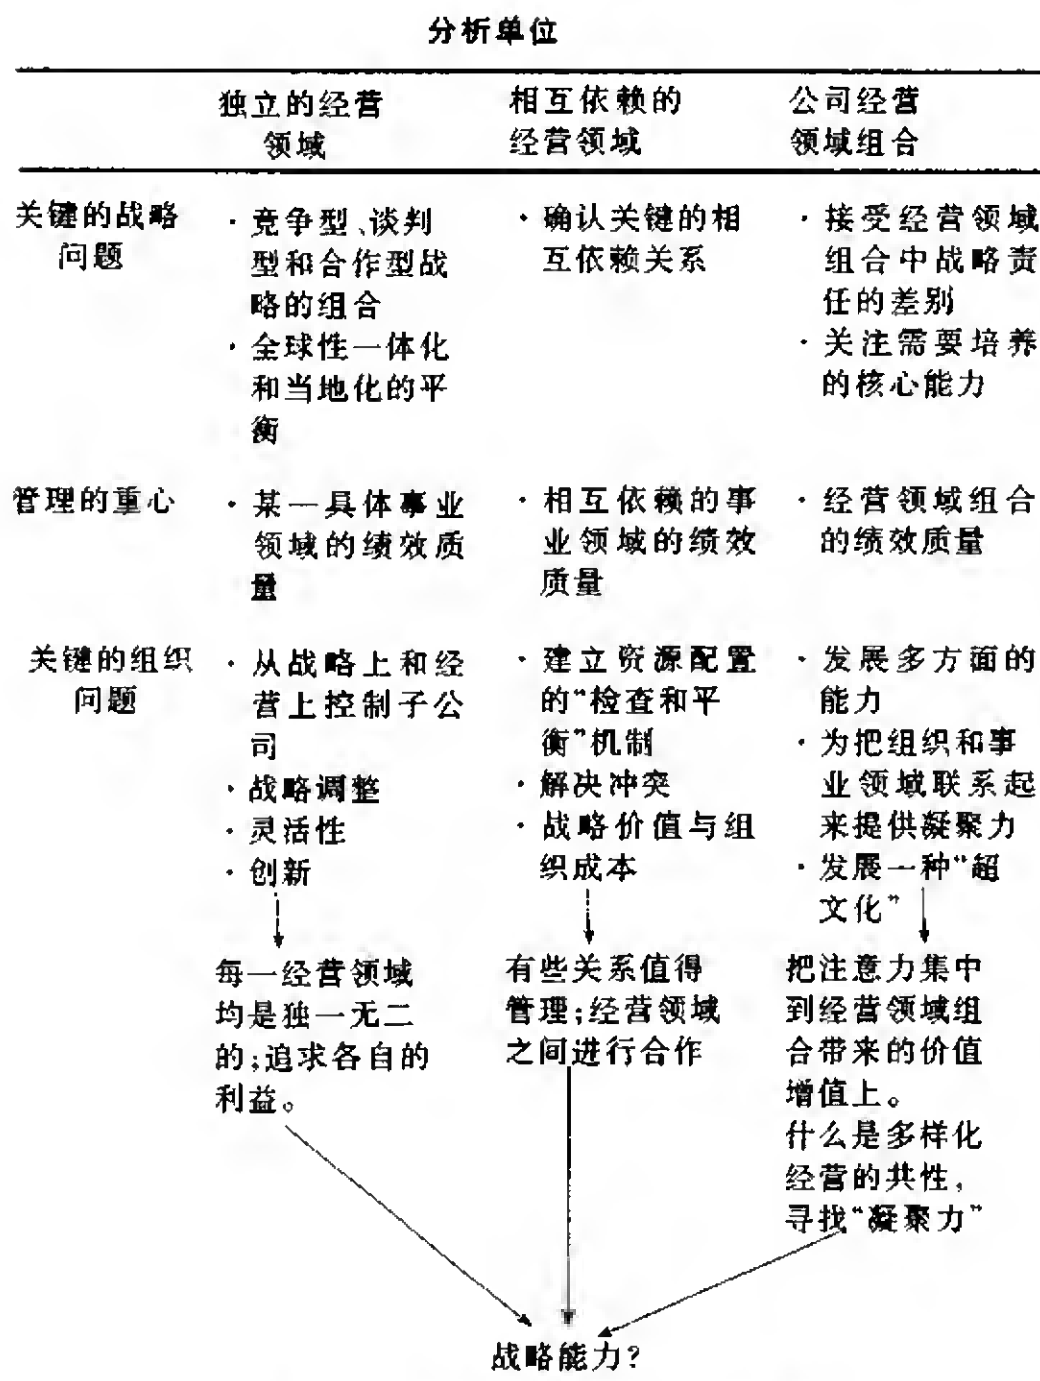 分析单位
独立的经营
领域
相互依赖的
经营领域
公司经营
领域组合
关键的战略
问题
·竞争型、谈判
型和合作型战
略的组合
·全球性一体化
和当地化的平
衡
·确认关键的相
互依赖关系
·接受经营领域
组合中战略责
任的差别
·关注需要培养
的核心能力
管理的重心
·某一具体事业
领域的绩效质
量
·相互依赖的事
业领域的绩效
质量
·经营领域组合
的绩效质量
关键的组织
问题
·从战略上和经
营上控制子公
司
·战略调整
·灵活性
·创新
·建立资源配置
的“检查和平
衡”机制
·解决冲突
·战略价值与组
织成本
·发展多方面的
能力
·为把组织和事
业领域联系起
来提供凝聚力
·发展一种“超
文化”
每一经营领域
均是独一无二
的;追求各自的
利益。
有些关系值得
管理;经营领域
之间进行合作
把注意力集中
到经营领域组
合带来的价值
增值上。
什么是多样化
经营的共性,
寻找“凝聚力”
战略能力?